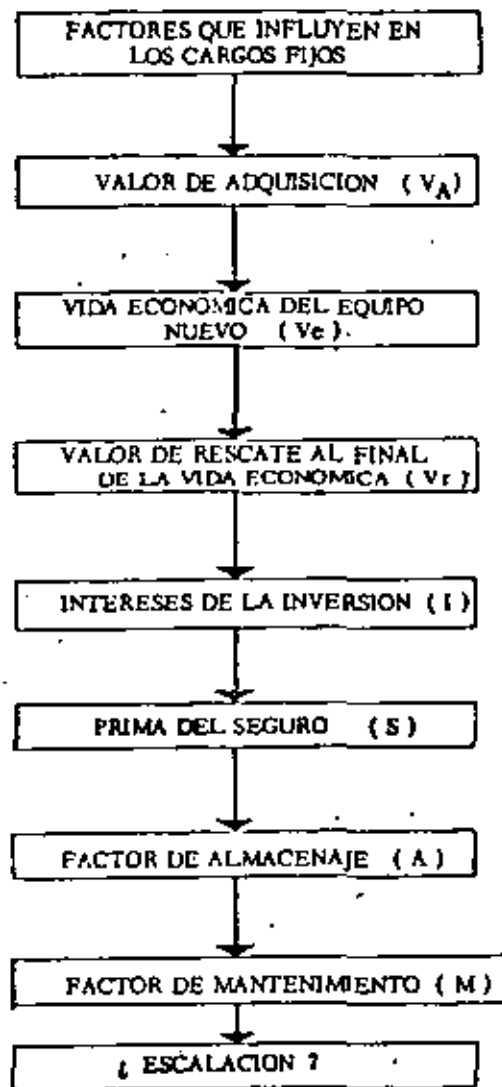 FACTORES QUE INFLUYEN EN
LOS CARGOS FIJOS
VALOR DE ADQUISICION ( VA)
VIDA ECONOMICA DEL EQUIPO
NUEVO ( Ve ).
VALOR DE RESCATE AL FINAL
DE LA VIDA ECONOMICA ( Vr )
INTERESES DE LA INVERSION ( I )
PRIMA DEL SEGURO ( S )
FACTOR DE ALMACENAJE ( A )
FACTOR DE MANTENIMIENTO ( M )
¿ ESCALACION ?